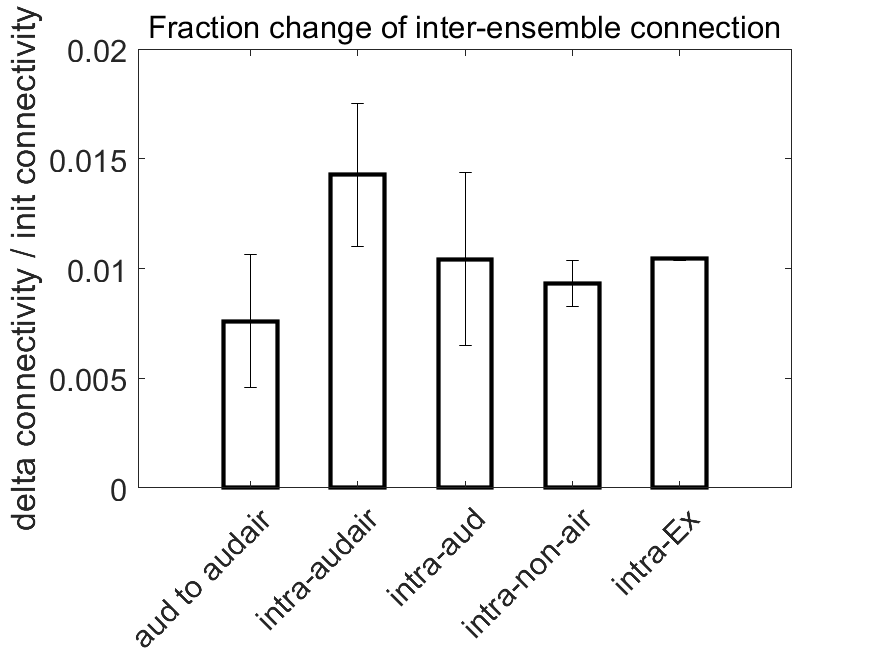 Fraction change of inter-ensemble connection
delta connectivity / init connectivity
0.02
0.015
0.01
0.005
0
aud to audair
intra-audair
intra-aud
intra-non-air
intra-Ex